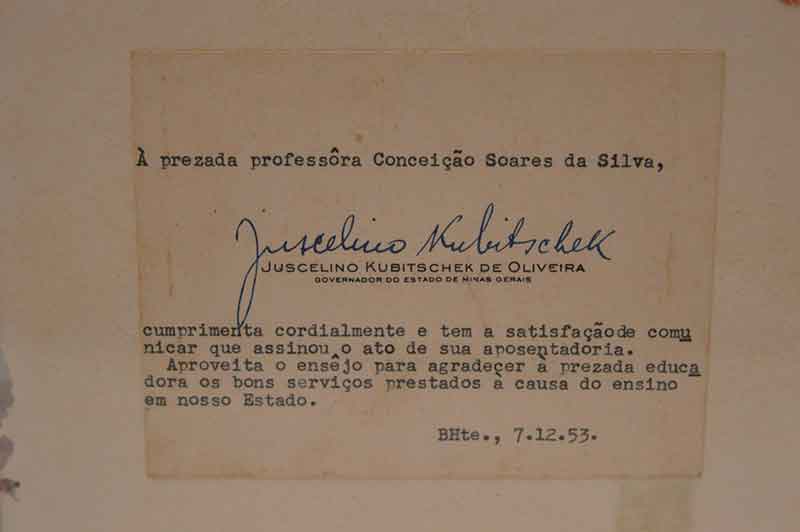 À prezada professôra Conceição Soares da Silva,
Juscelino Kubitschek
JUSCELINO KUBITSCHEK DE OLIVEIRA
GOVERNADOR DO ESTADO DE MINAS GERAIS
cumprimenta cordialmente e tem a satisfaçãode comu
nicar que assinou o ato de sua aposentadoria.
Aproveita o ensejo para agradecer à prezada educa
dora os bons serviços prestados à causa do ensino
em nosso Estado.
BHte., 7.12.53.